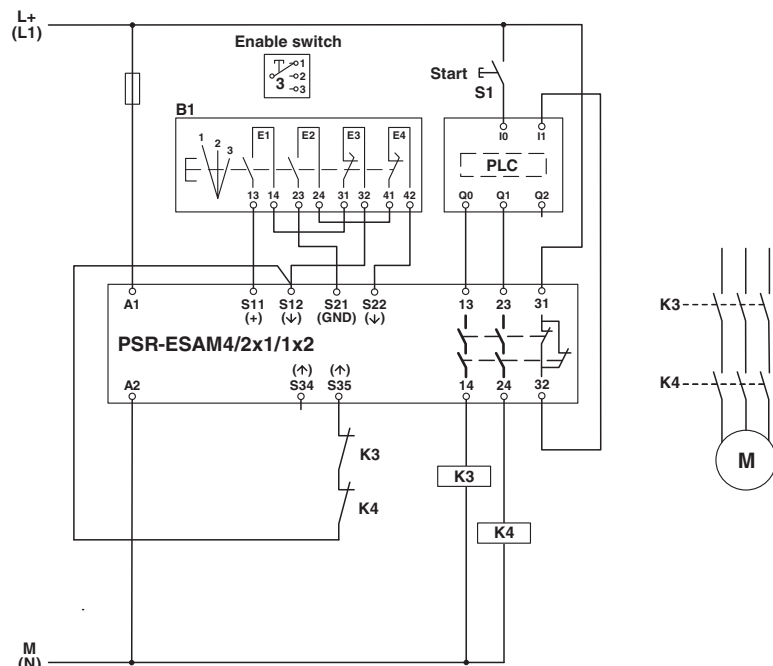 L+
(L1)
Enable switch
1
2
3
3
Start
S1
B1
1
2
3
E1
E2
E3
E4
13
14
23
24
31
32
41
42
I0
I1
PLC
Q0
Q1
Q2
A1
S11
(+)
S12
(↓)
S21
(GND)
S22
(↓)
13
23
31
PSR-ESAM4/2x1/1x2
A2
(↑)
S34
(↑)
S35
14
24
32
K3
K4
K3
K4
K3
K4
M
M
(N)